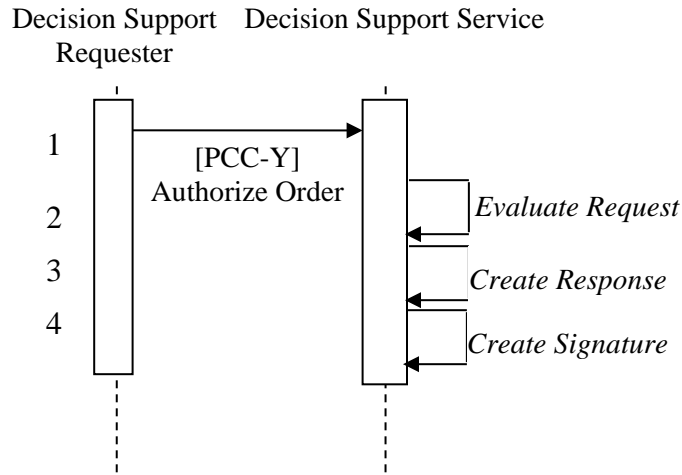 Decision Support Requester
Decision Support Service
1
[PCC-Y]
Authorize Order
2
Evaluate Request
3
Create Response
4
Create Signature